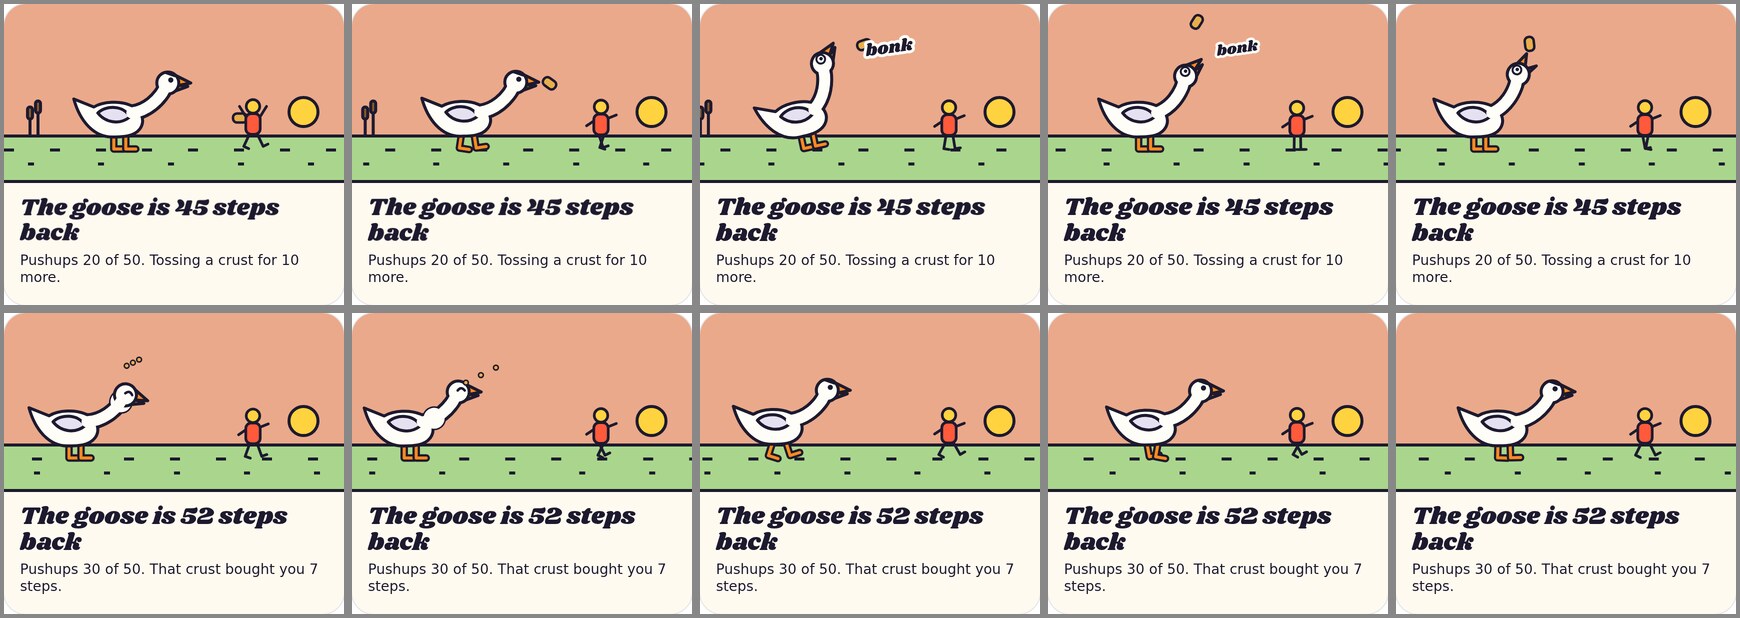 bonk
bonk
The goose is 45 steps
back
Pushups 20 of 50. Tossing a crust for 10
more.
The goose is 45 steps
back
Pushups 20 of 50. Tossing a crust for 10
more.
The goose is 45 steps
back
Pushups 20 of 50. Tossing a crust for 10
more.
The goose is 45 steps
back
Pushups 20 of 50. Tossing a crust for 10
more.
The goose is 45 steps
back
Pushups 20 of 50. Tossing a crust for 10
more.
The goose is 52 steps
back
Pushups 30 of 50. That crust bought you 7
steps.
The goose is 52 steps
back
Pushups 30 of 50. That crust bought you 7
steps.
The goose is 52 steps
back
Pushups 30 of 50. That crust bought you 7
steps.
The goose is 52 steps
back
Pushups 30 of 50. That crust bought you 7
steps.
The goose is 52 steps
back
Pushups 30 of 50. That crust bought you 7
steps.